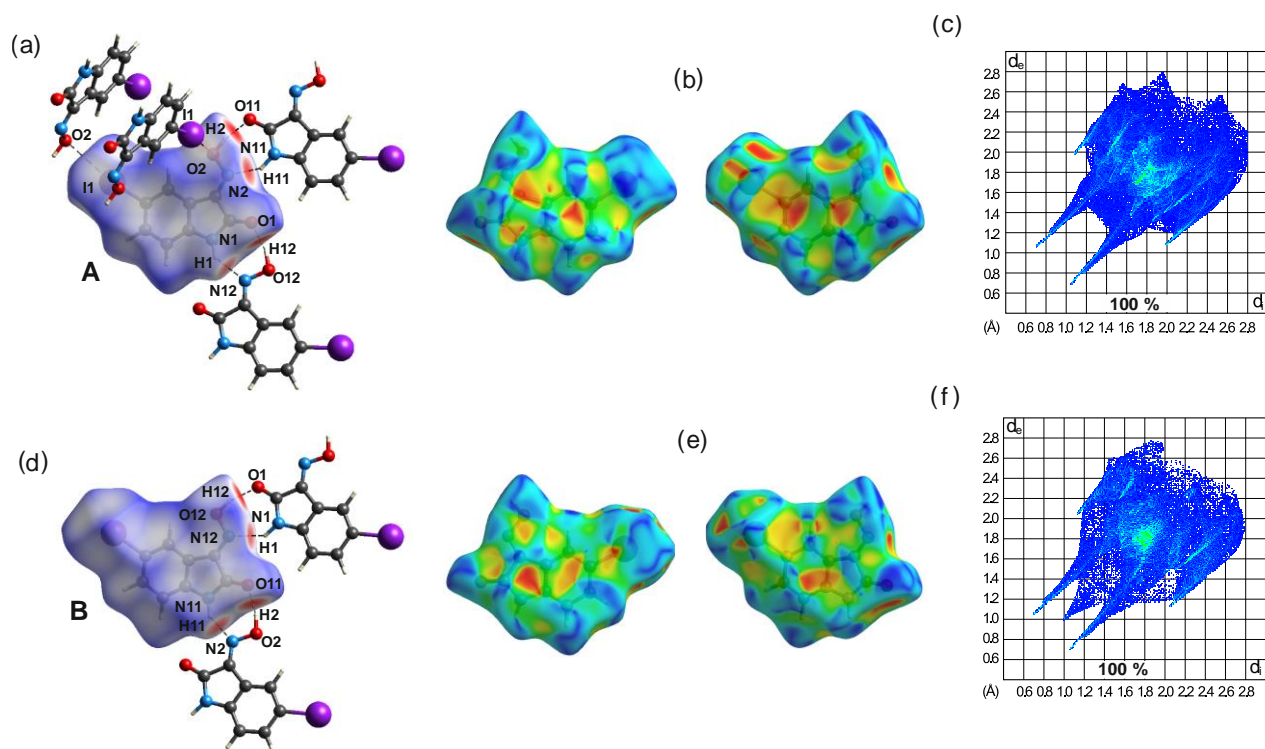 (a)
O2
I1
I1
H2
O2
O11
N11
N2
H11
O1
N1
H12
H1
O12
N12
A
(b)
(c)
de
2.8
2.6
2.4
2.2
2.0
1.8
1.6
1.4
1.2
1.0
0.8
0.6
100 %
di
(Å) 0.6 0.8 1.0 1.2 1.4 1.6 1.8 2.0 2.2 2.4 2.6 2.8
(d)
H12
O1
O12
N1
N12
H1
O11
N11
H2
H11
O2
N2
B
(e)
(f)
de
2.8
2.6
2.4
2.2
2.0
1.8
1.6
1.4
1.2
1.0
0.8
0.6
100 %
di
(Å) 0.6 0.8 1.0 1.2 1.4 1.6 1.8 2.0 2.2 2.4 2.6 2.8